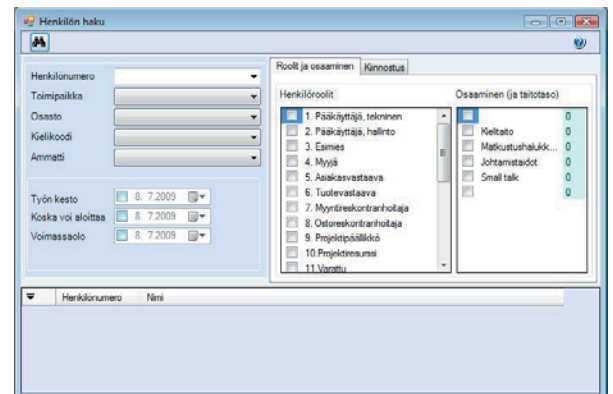 Henkilön haku
Roolit ja osaaminen
Kiinnostus
Henkilönumero
Toimipaikka
Osasto
Kielikoodi
Ammatti
Työn kesto
8. 7.2009
Koska voi aloittaa
8. 7.2009
Voimassaolo
8. 7.2009
Henkilöroolit
1. Pääkäyttäjä, tekninen
2. Pääkäyttäjä, hallinto
3. Esimies
4. Myyjä
5. Asiakasvastaava
6. Tuotevastaava
7. Myyntireskontranhoitaja
8. Ostoreskontranhoitaja
9. Projektipäällikkö
10.Projektiresurssi
11.Varattu
Osaaminen (ja taitotaso)
0
Kielitaito 0
Matkustushalukk... 0
Johtamistaidot 0
Small talk 0
0
Henkilönumero Nimi